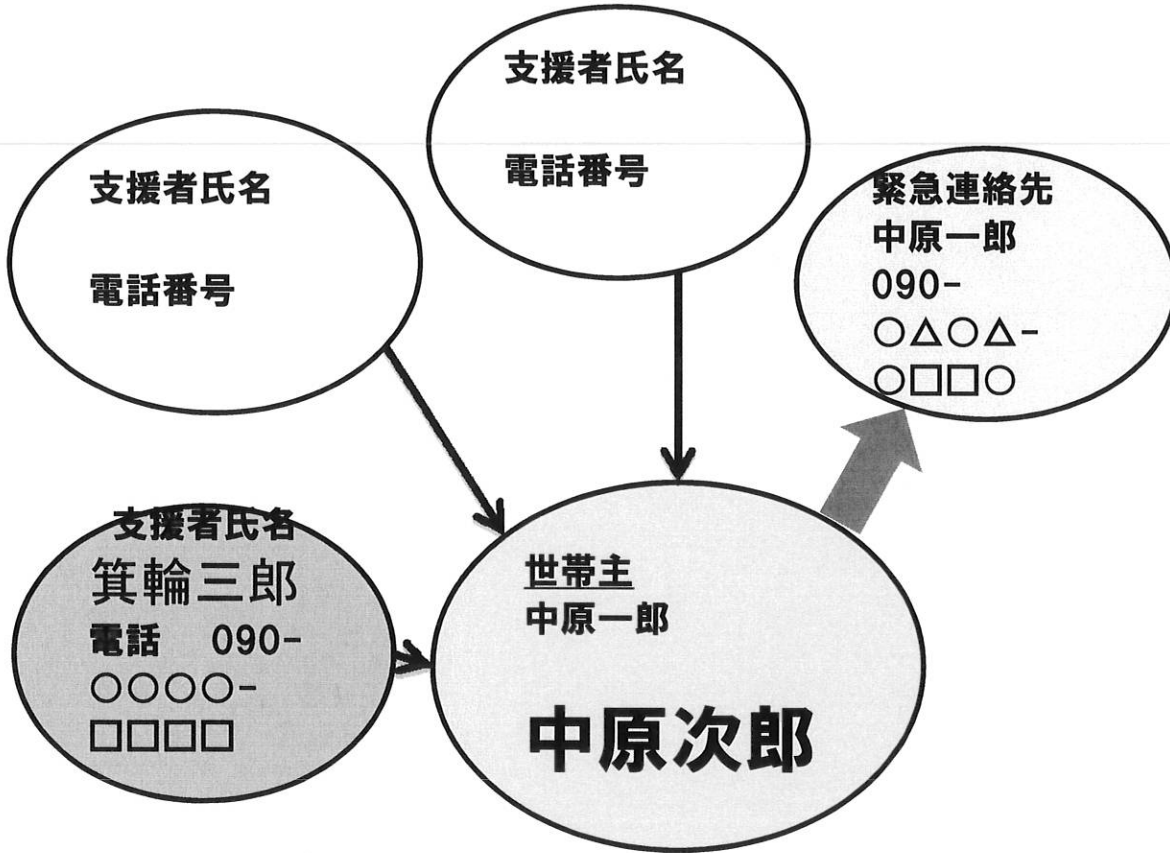 支援者氏名
電話番号
支援者氏名
電話番号
緊急連絡先
中原一郎
090-
○△○△-
○□□○
支援者氏名
箕輪三郎
電話 090-
○○○○-
□□□□
世帯主
中原一郎
中原次郎